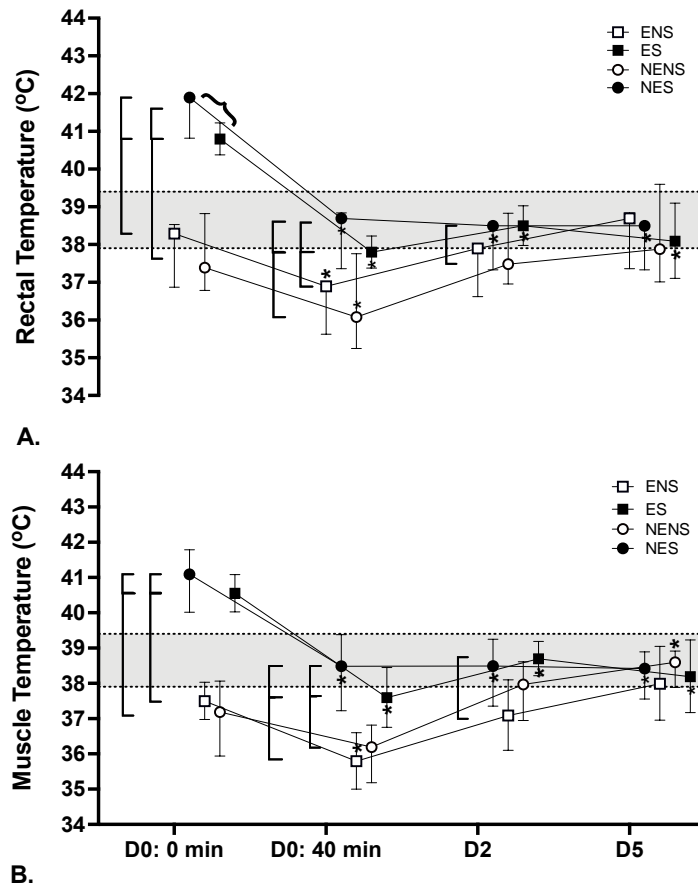 44
43
42
41
40
39
38
37
36
35
34
Rectal Temperature (ºC)
ENS
ES
NENS
NES
* * * * * * * *
A.
44
43
42
41
40
39
38
37
36
35
34
Muscle Temperature (ºC)
ENS
ES
NENS
NES
* * * * * * * *
D0: 0 min D0: 40 min D2 D5
B.